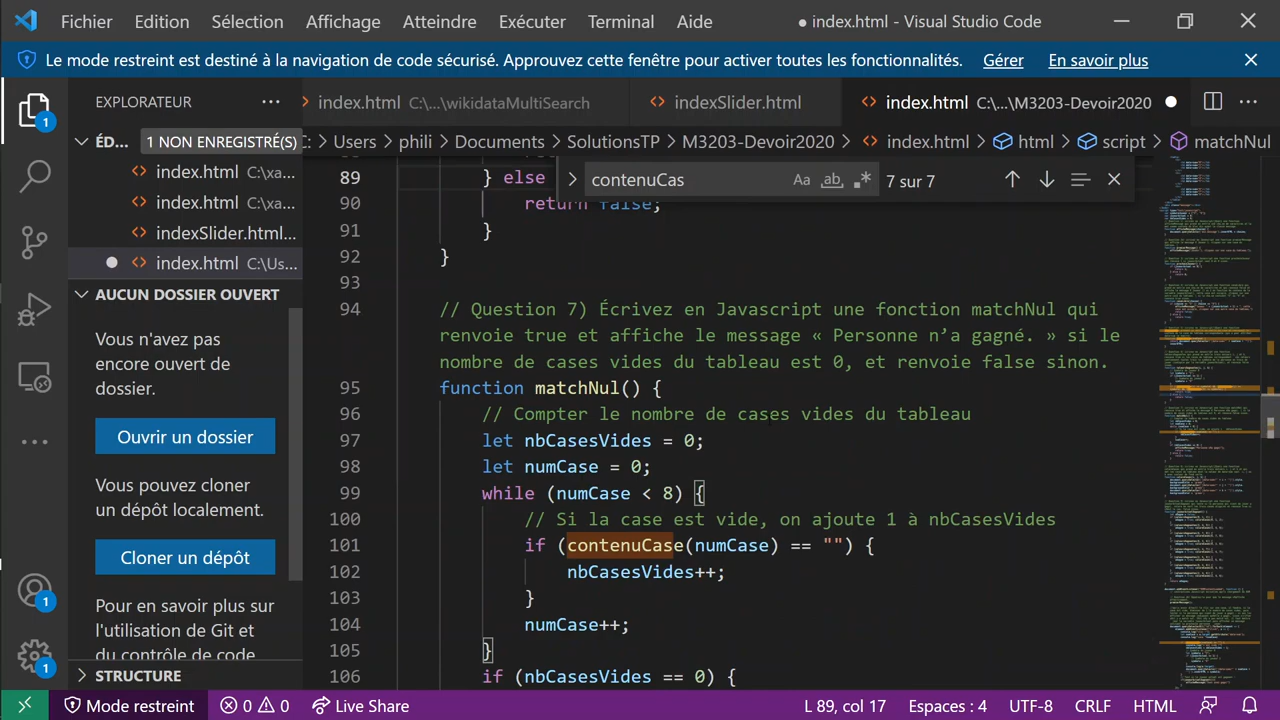 Fichier Edition Sélection Affichage Atteindre Exécuter Terminal Aide ● index.html - Visual Studio Code
Le mode restreint est destiné à la navigation de code sécurisé. Approuvez cette fenêtre pour activer toutes les fonctionnalités. Gérer En savoir plus
EXPLORATEUR
ÉD... 1 NON ENREGISTRÉ(S)
index.html C:\xa...
index.html C:\xa...
indexSlider.html...
index.html C:\Us...
AUCUN DOSSIER OUVERT
Vous n'avez pas
encore ouvert de
dossier.
Ouvrir un dossier
Vous pouvez cloner
un dépôt localement.
Cloner un dépôt
Pour en savoir plus sur
l'utilisation de Git et
du contrôle de
STRUCTURE
1
1
1
index.html C:\...\wikidataMultiSearch indexSlider.html index.html C:\...\M3203-Devoir2020
C: > Users > phili > Documents > SolutionsTP > M3203-Devoir2020 > index.html > html > script > matchNul
contenuCas Aa ab 7 sur 7
89 } else
90 return false;
91 }
92 }
93
94 // Question 7) Écrivez en Javascript une fonction matchNul qui
renvoie true et affiche le message « Personne n’a gagné. » si le
nombre de cases vides du tableau est 0, et renvoie false sinon.
95 function matchNul() {
96 // Compter le nombre de cases vides du tableau
97 let nbCasesVides = 0;
98 let numCase = 0;
99 while (numCase < 8) {
100 // Si la case est vide, on ajoute 1 à nbCasesVides
101 if (contenuCase(numCase) == "") {
102 nbCasesVides++;
103 }
104 numCase++;
105 }
106 if (nbCasesVides == 0) {
Mode restreint 0 0 Live Share L 89, col 17 Espaces : 4 UTF-8 CRLF HTML